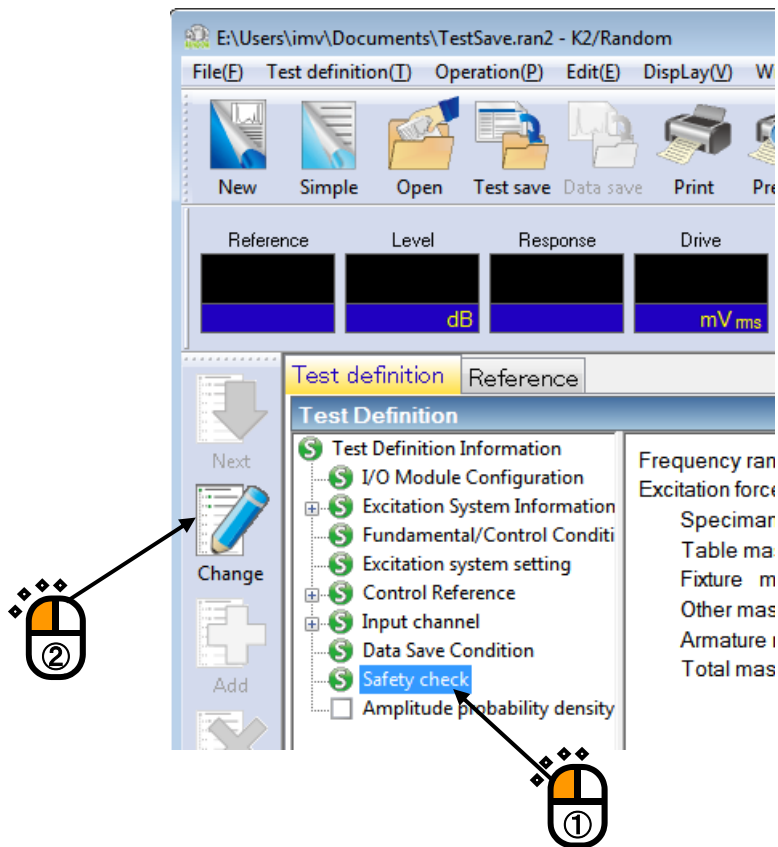 E:\Users\imv\Documents\TestSave.ran2 - K2/Random
File(F) Test definition(T) Operation(P) Edit(E) DispLay(V) W
New Simple Open Test save Data save Print Pre
Reference Level Response Drive
dB mV rms
Test definition Reference
Test Definition
Next
Change
Add
S Test Definition Information
S I/O Module Configuration
S Excitation System Information
S Fundamental/Control Conditi
S Excitation system setting
S Control Reference
S Input channel
S Data Save Condition
S Safety check
Amplitude probability density
Frequency ran
Excitation force
Speciman
Table mas
Fixture m
Other mas
Armature
Total mas
②
①